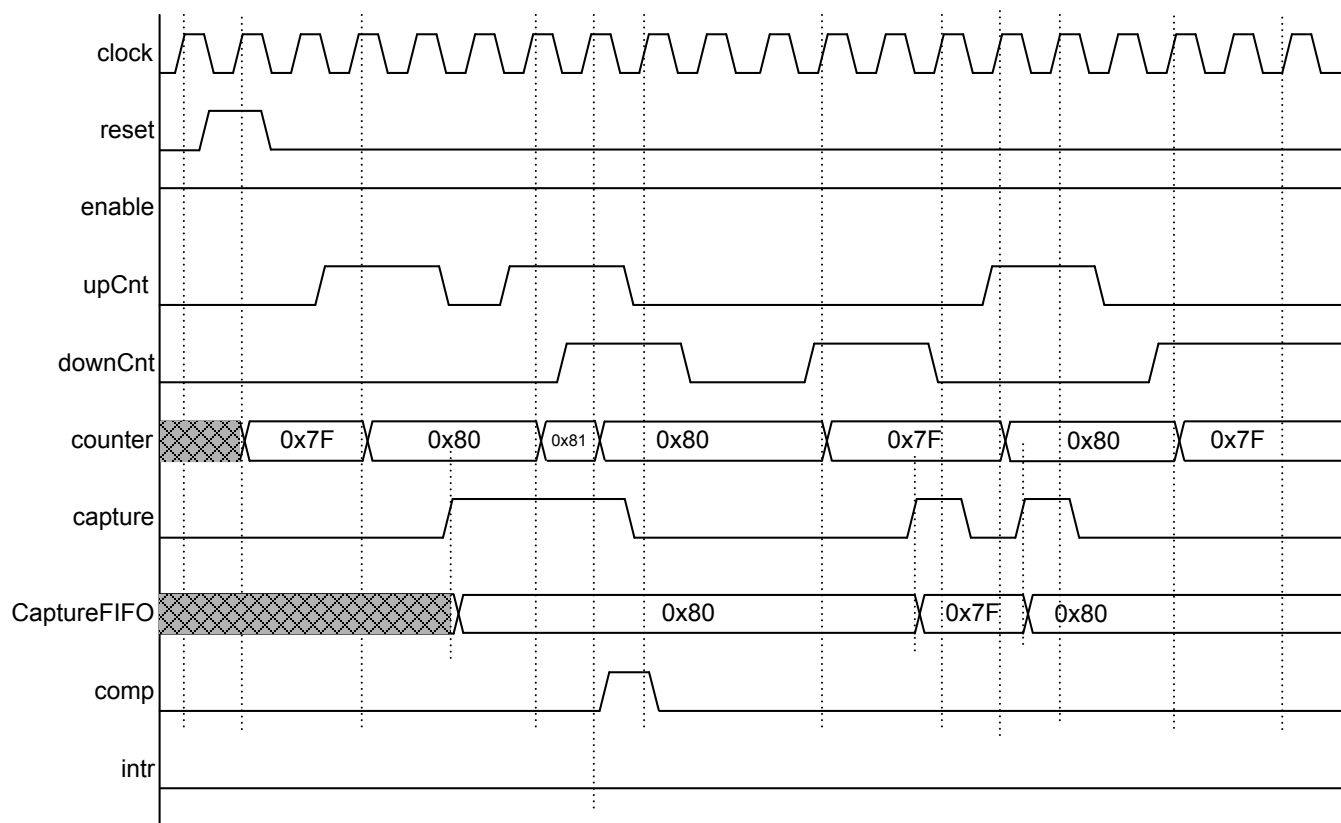 clock
reset
enable
upCnt
downCnt
counter 0x7F 0x80 0x81 0x80 0x7F 0x80 0x7F
capture
CaptureFIFO 0x80 0x7F 0x80
comp
intr